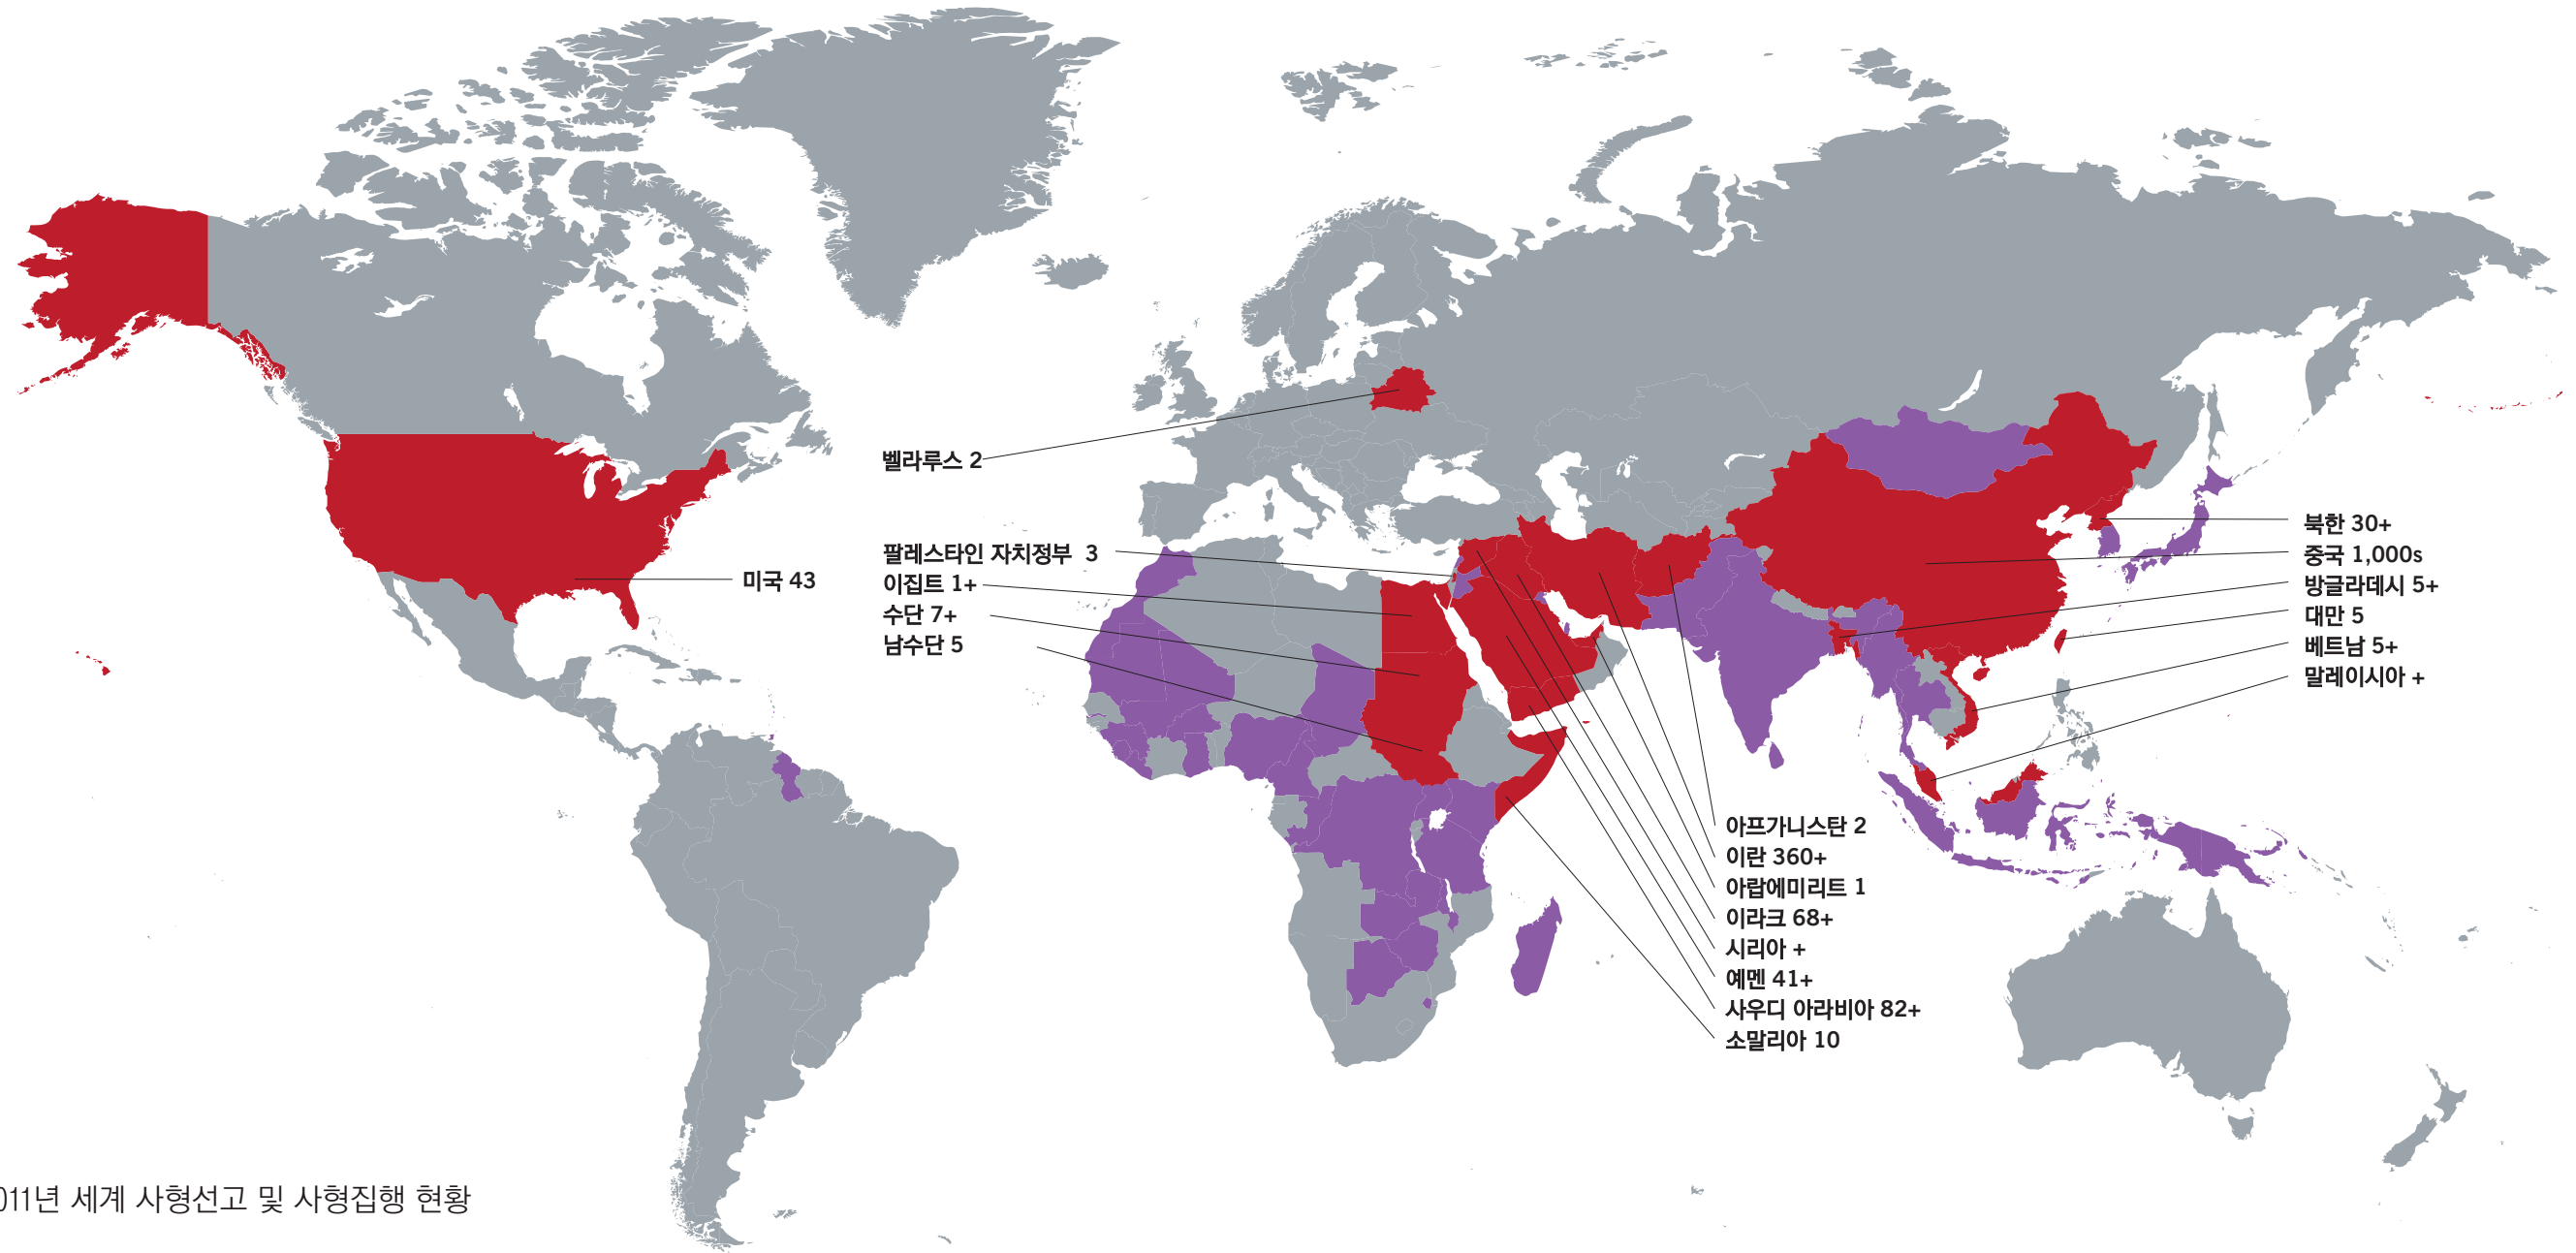 벨라루스 2
팔레스타인 자치정부 3
이집트 1+
수단 7+
남수단 5
미국 43
북한 30+
중국 1,000s
방글라데시 5+
대만 5
베트남 5+
말레이시아 +
아프가니스탄 2
이란 360+
아랍에미리트 1
이라크 68+
시리아 +
예멘 41+
사우디 아라비아 82+
소말리아 10
011년 세계 사형선고 및 사형집행 현황